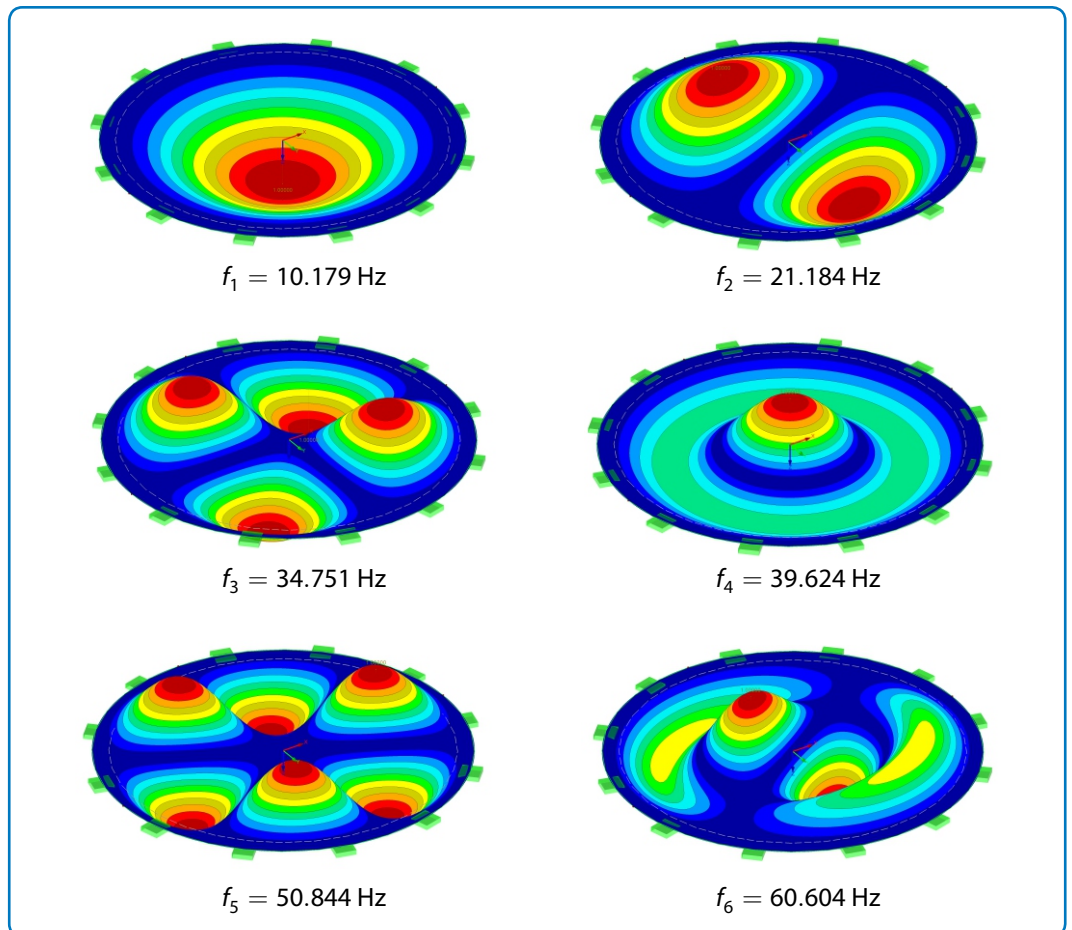 f₁ = 10.179 Hz
f₂ = 21.184 Hz
f₃ = 34.751 Hz
f₄ = 39.624 Hz
f₅ = 50.844 Hz
f₆ = 60.604 Hz